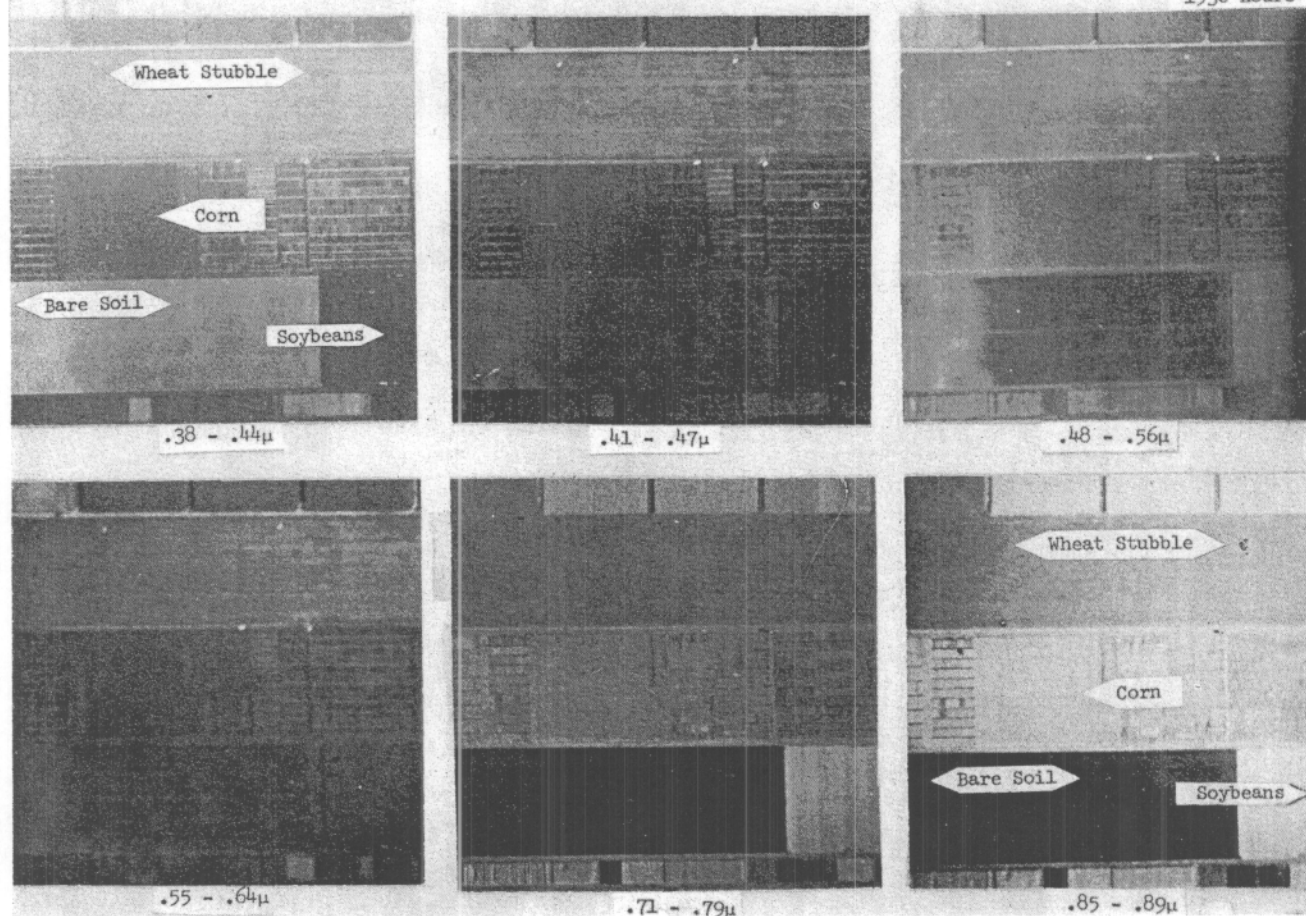 Wheat Stubble
Corn
Bare Soil
Soybeans
.38 - .44μ
.41 - .47μ
.48 - .56μ
Wheat Stubble
Corn
Bare Soil
Soybeans
.55 - .64μ
.71 - .79μ
.85 - .89μ